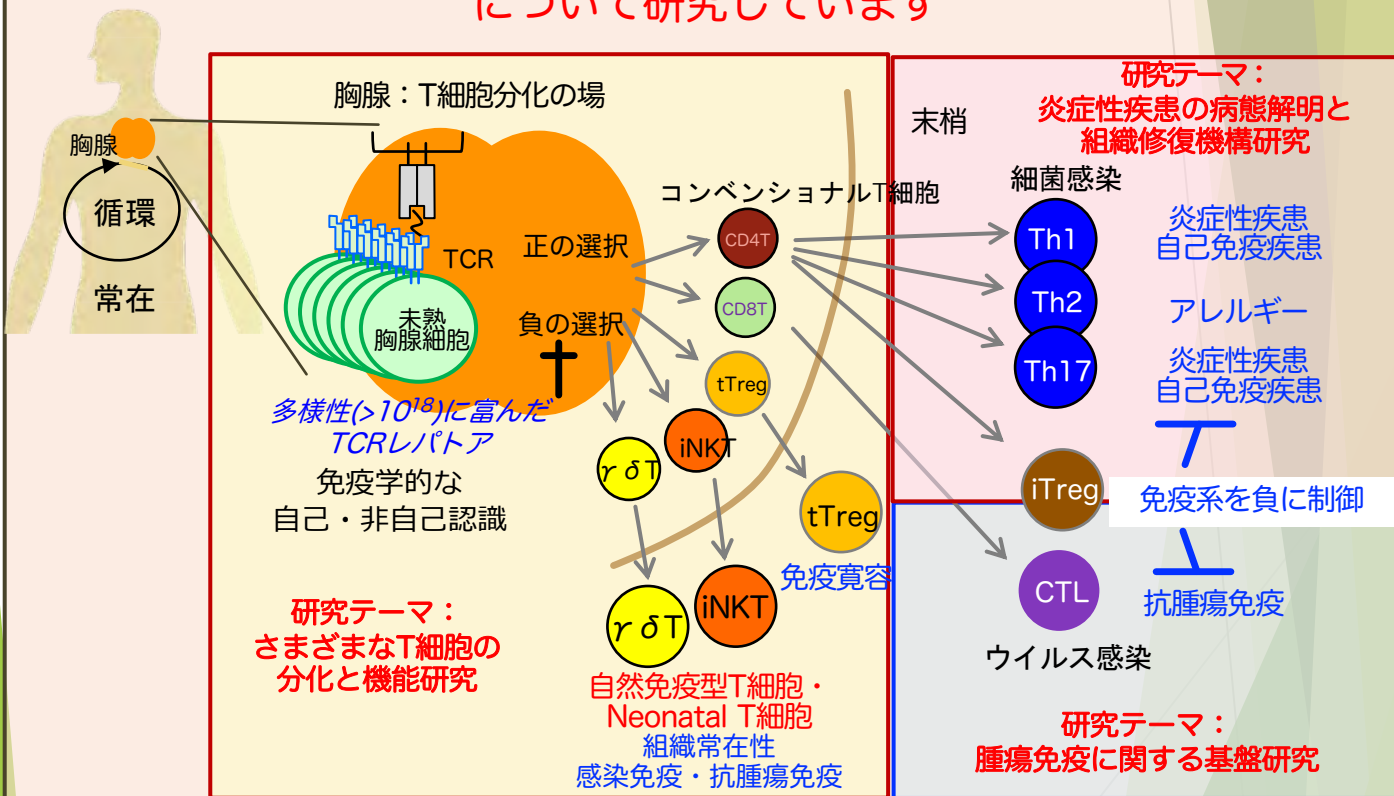 について研究しています
胸腺
循環
常在
胸腺：T細胞分化の場
TCR
未熟
胸腺細胞
正の選択
負の選択
多様性(>10¹⁸)に富んだ
TCRレパトア
免疫学的な
自己・非自己認識
研究テーマ：
さまざまなT細胞の
分化と機能研究
コンベンショナルT細胞
CD4T
CD8T
tTreg
iNKT
γδT
tTreg
免疫寛容
iNKT
γδT
自然免疫型T細胞・
Neonatal T細胞
組織常在性
感染免疫・抗腫瘍免疫
末梢
研究テーマ：
炎症性疾患の病態解明と
組織修復機構研究
細菌感染
Th1
炎症性疾患
自己免疫疾患
Th2
アレルギー
Th17
炎症性疾患
自己免疫疾患
iTreg
免疫系を負に制御
CTL
抗腫瘍免疫
ウイルス感染
研究テーマ：
腫瘍免疫に関する基盤研究